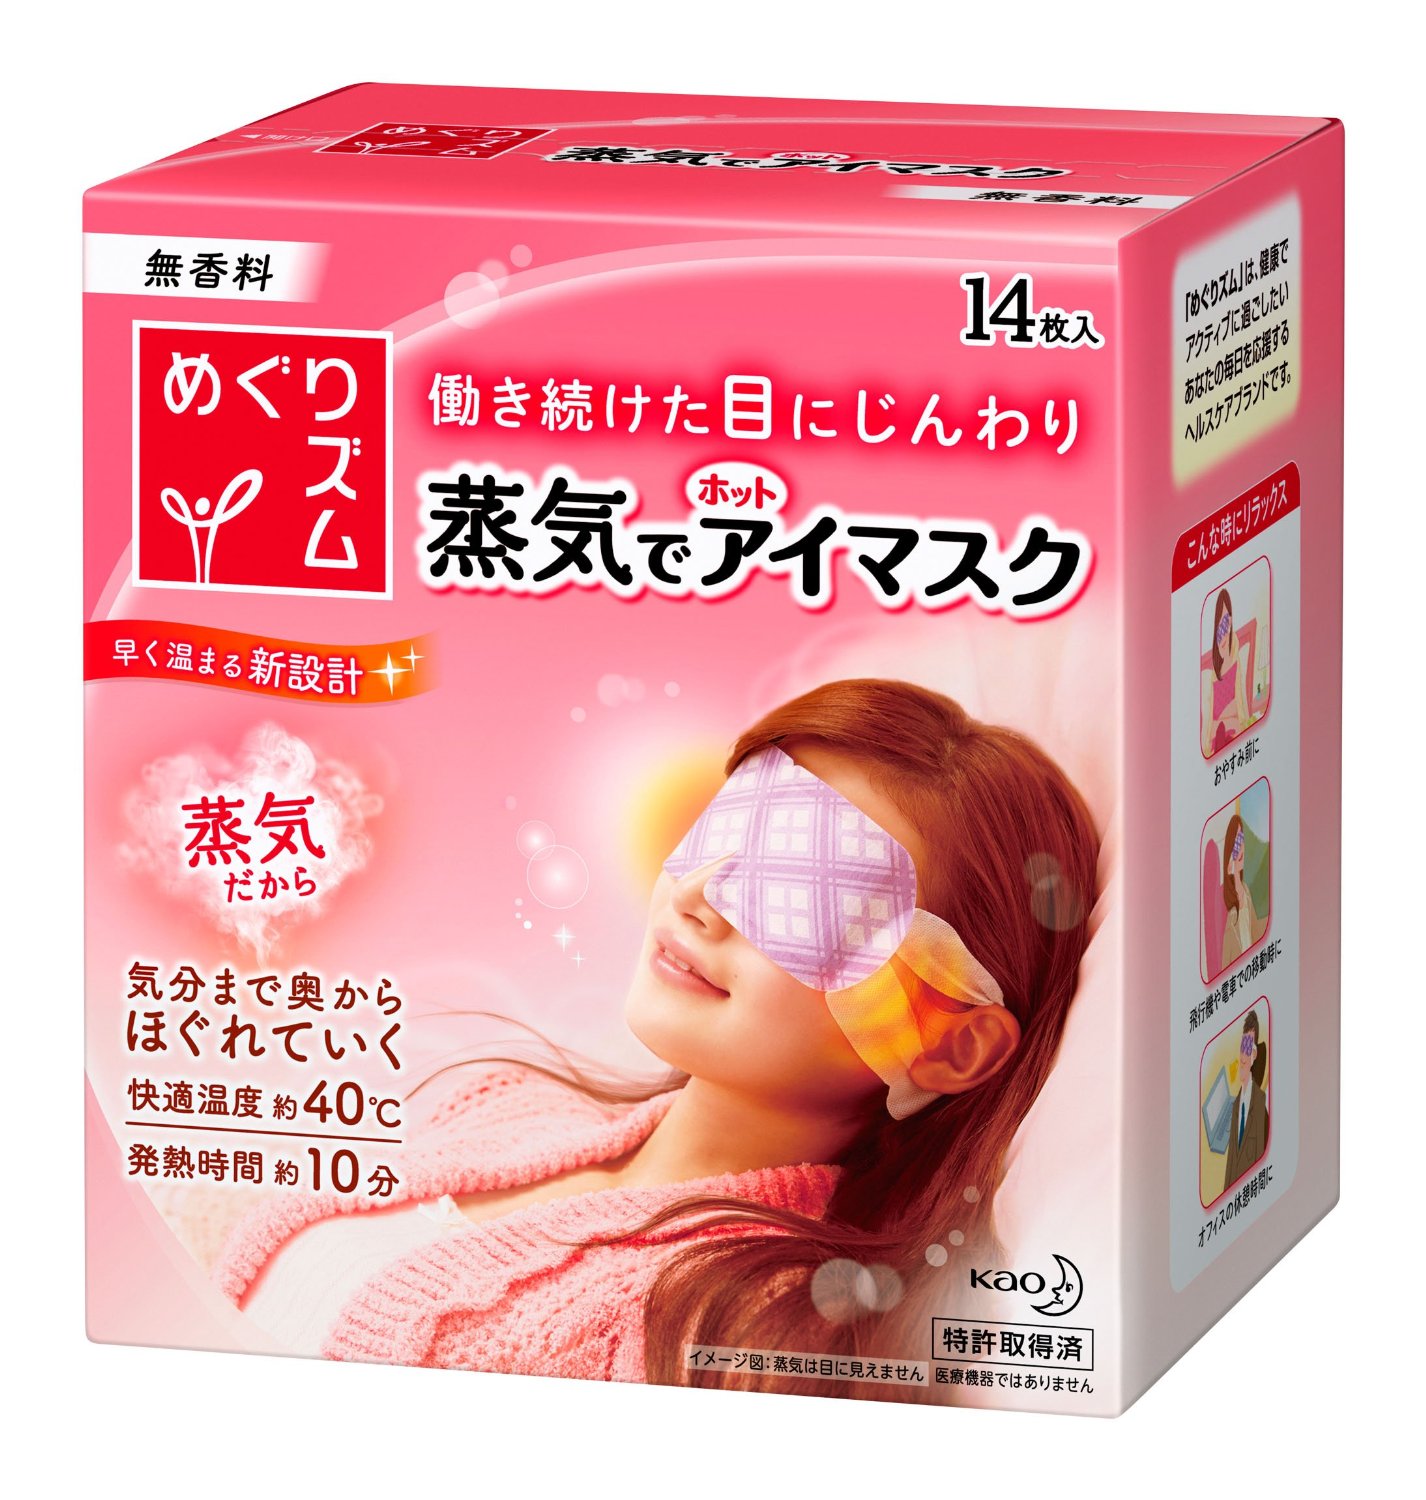 めぐりズム
蒸気でホットアイマスク
無香料
無香料
14枚入
めぐり
ズム
働き続けた目にじんわり
ホット
蒸気でアイマスク
早く温まる新設計
蒸気
だから
気分まで奥から
ほぐれていく
快適温度 約40℃
発熱時間 約10分
Kao
特許取得済
イメージ図:蒸気は目に見えません
医療機器ではありません
「めぐりズム」は、健康で
アクティブに過ごしたい
あなたの毎日を応援する
ヘルスケアブランドです。
こんな時にリラックス
おやすみ前に
飛行機や電車での移動時に
オフィスの休憩時間に